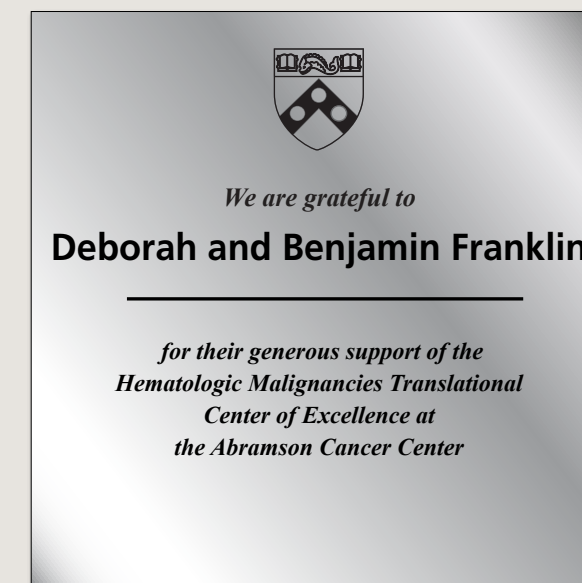 We are grateful to
Deborah and Benjamin Franklin
for their generous support of the
Hematologic Malignancies Translational
Center of Excellence at
the Abramson Cancer Center